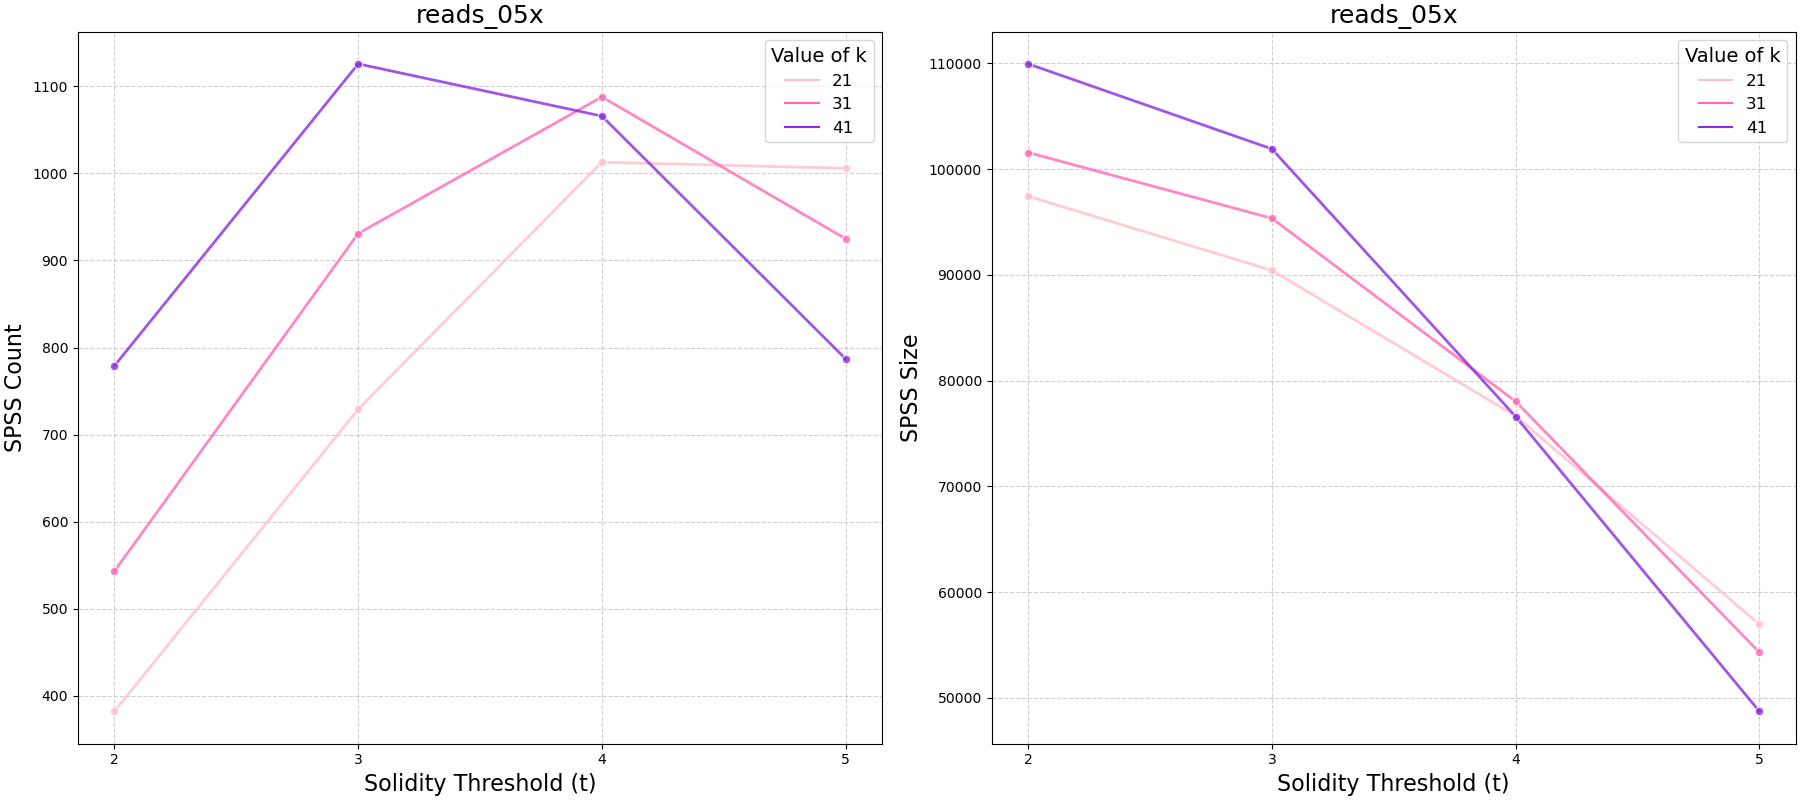 reads_05x
SPSS Count
1100
1000
900
800
700
600
500
400
2 3 4 5
Solidity Threshold (t)
Value of k
21
31
41
reads_05x
SPSS Size
110000
100000
90000
80000
70000
60000
50000
2 3 4 5
Solidity Threshold (t)
Value of k
21
31
41